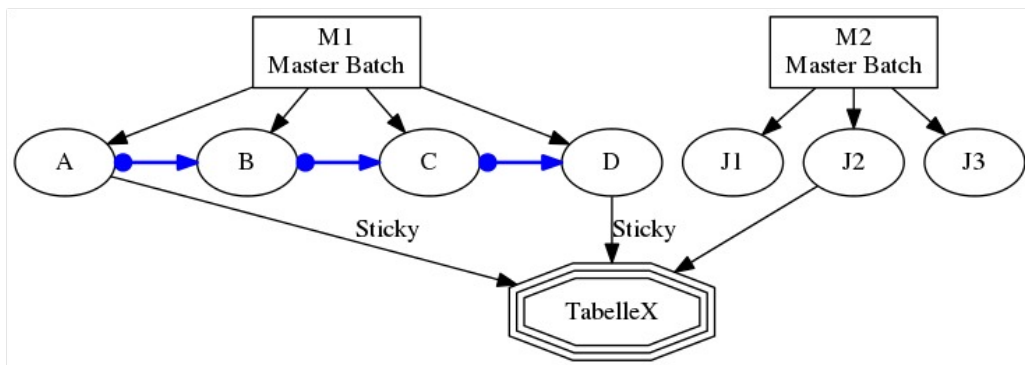 M1
Master Batch
M2
Master Batch
A
B
C
D
J1
J2
J3
Sticky
Sticky
TabelleX